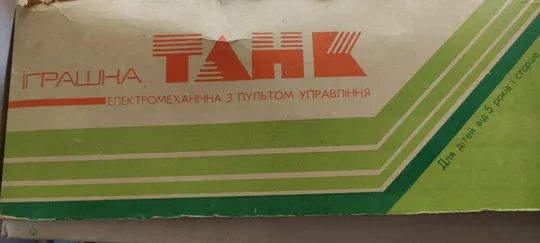 іграшка
ТАНК
ЕЛЕКТРОМЕХАНІЧНА З ПУЛЬТОМ УПРАВЛІННЯ
Для дітей від 5 років і старше